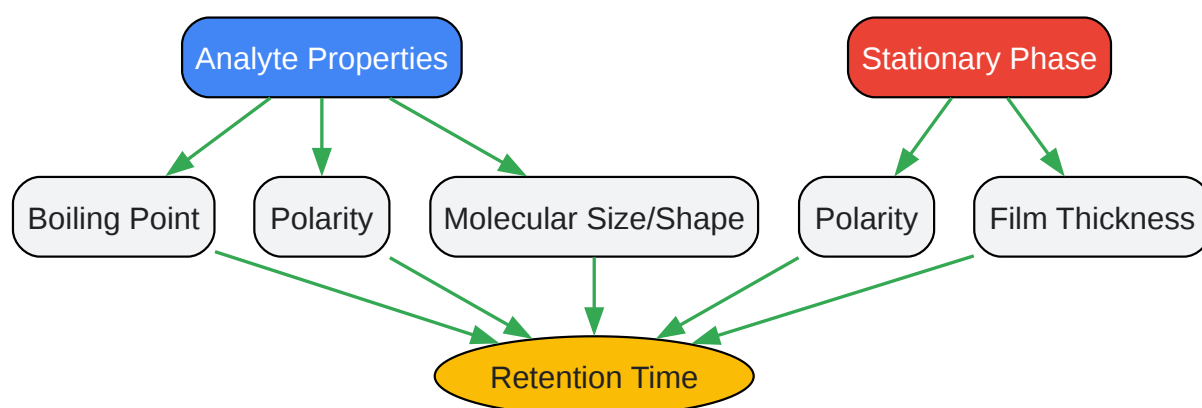 Analyte Properties
Stationary Phase
Boiling Point
Polarity
Molecular Size/Shape
Polarity
Film Thickness
Retention Time